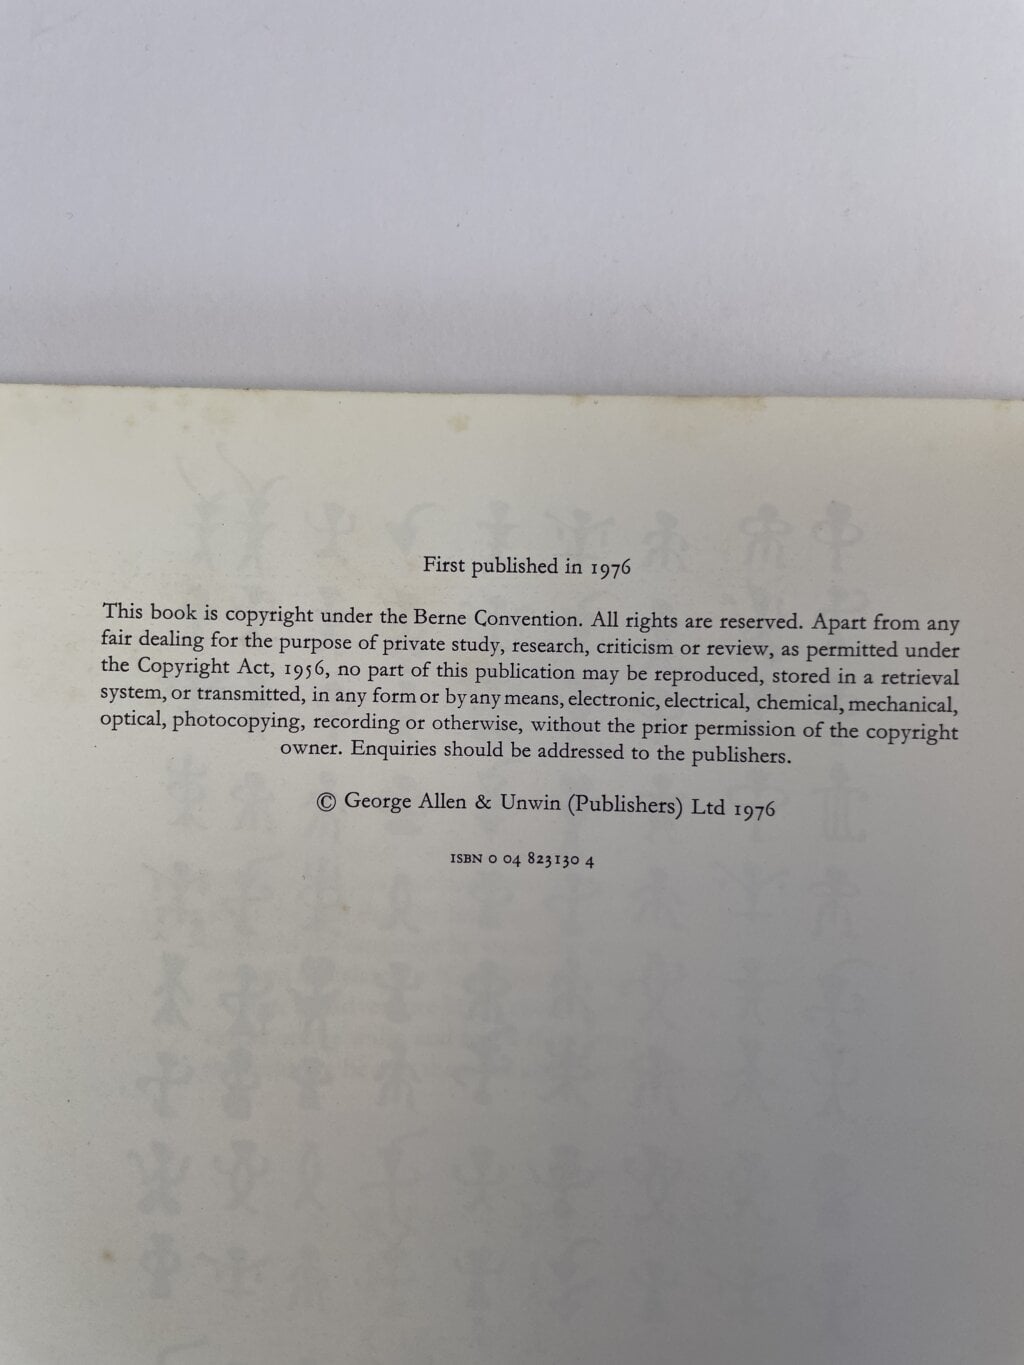 First published in 1976
This book is copyright under the Berne Convention. All rights are reserved. Apart from any
fair dealing for the purpose of private study, research, criticism or review, as permitted under
the Copyright Act, 1956, no part of this publication may be reproduced, stored in a retrieval
system, or transmitted, in any form or by any means, electronic, electrical, chemical, mechanical,
optical, photocopying, recording or otherwise, without the prior permission of the copyright
owner. Enquiries should be addressed to the publishers.
© George Allen & Unwin (Publishers) Ltd 1976
ISBN 0 04 823130 4